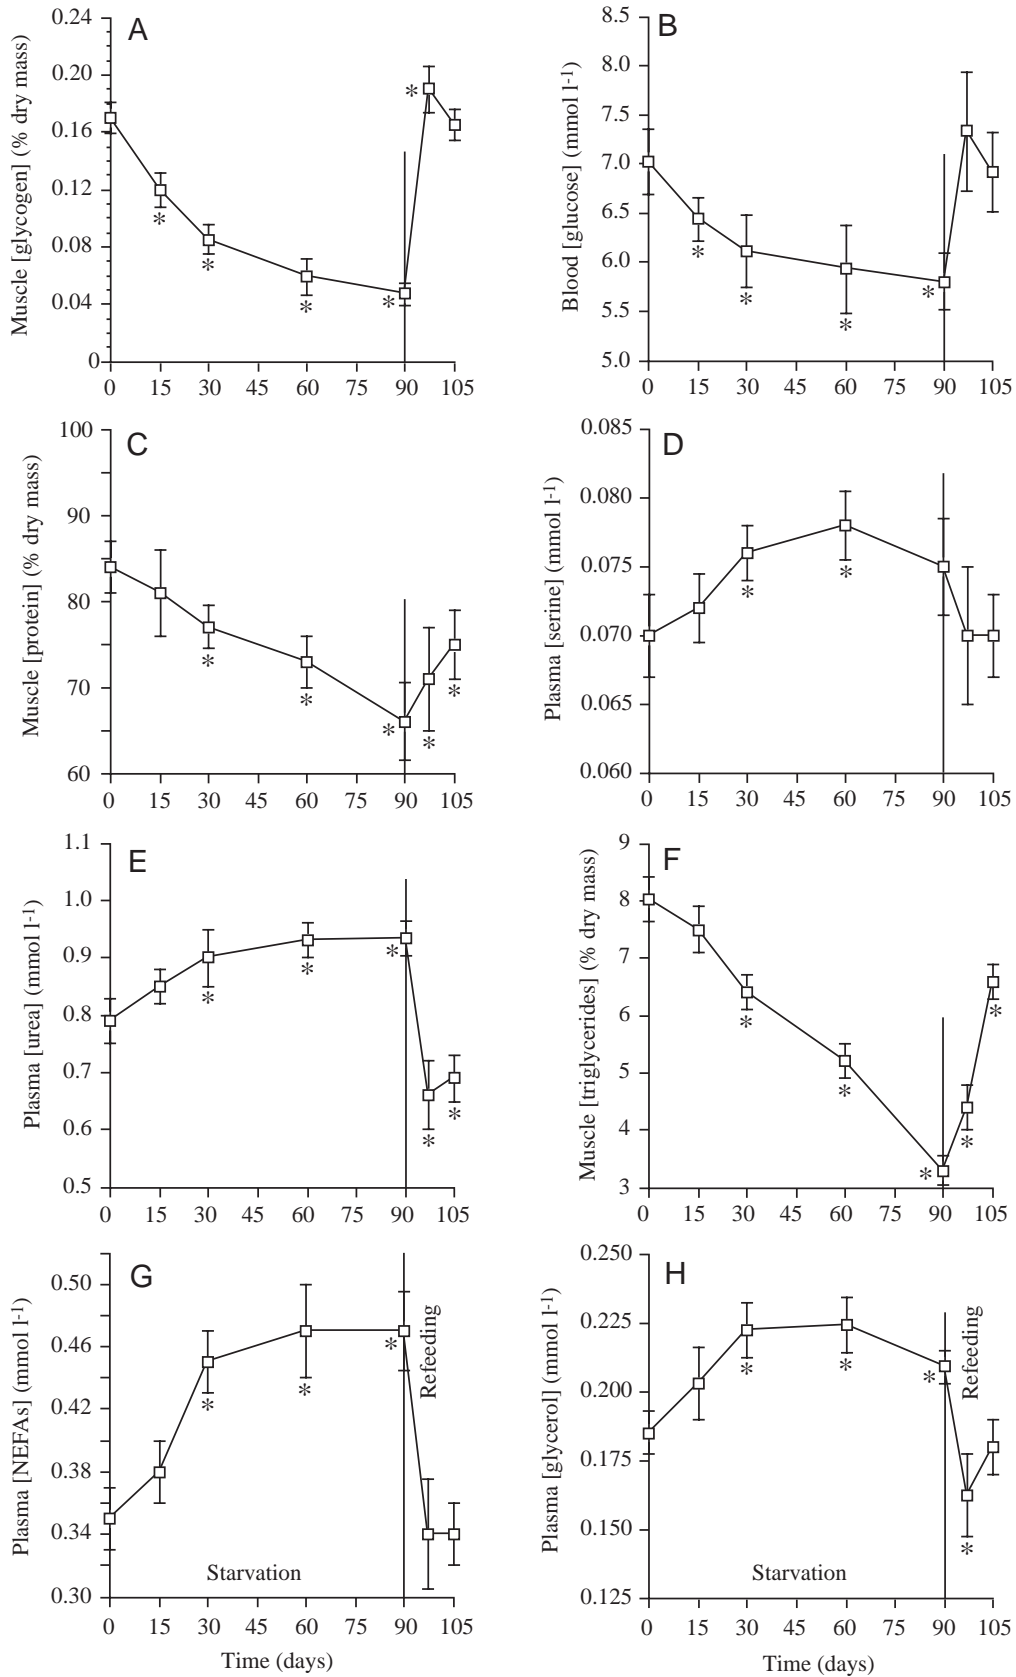 A
Muscle [glycogen] (% dry mass)
0.24
0.20
0.16
0.12
0.08
0.04
0
* * * * *
0 15 30 45 60 75 90 105
B
Blood [glucose] (mmol l-1)
8.5
8.0
7.5
7.0
6.5
6.0
5.5
5.0
* * * *
0 15 30 45 60 75 90 105
C
Muscle [protein] (% dry mass)
100
90
80
70
60
* * * * *
0 15 30 45 60 75 90 105
D
Plasma [serine] (mmol l-1)
0.085
0.080
0.075
0.070
0.065
0.060
* *
0 15 30 45 60 75 90 105
E
Plasma [urea] (mmol l-1)
1.1
1.0
0.9
0.8
0.7
0.6
0.5
* * * * *
0 15 30 45 60 75 90 105
F
Muscle [triglycerides] (% dry mass)
9
8
7
6
5
4
3
* * * * *
0 15 30 45 60 75 90 105
G
Plasma [NEFAs] (mmol l-1)
0.50
0.46
0.42
0.38
0.34
0.30
* * *
Refeeding
Starvation
0 15 30 45 60 75 90 105
Time (days)
H
Plasma [glycerol] (mmol l-1)
0.250
0.225
0.200
0.175
0.150
0.125
* * * *
Refeeding
Starvation
0 15 30 45 60 75 90 105
Time (days)